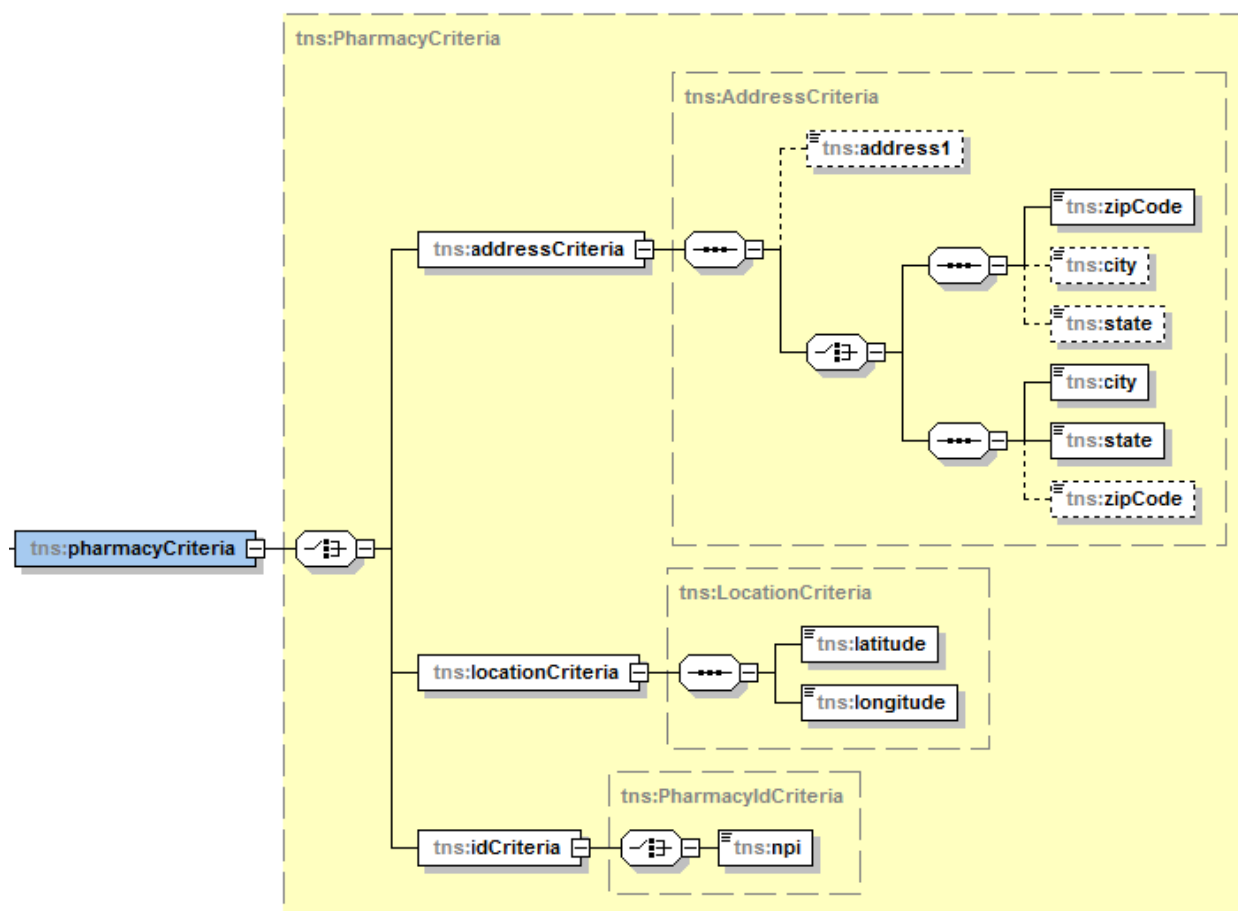 tns:PharmacyCriteria
tns:AddressCriteria
tns:address1
tns:zipCode
tns:addressCriteria
tns:city
tns:state
tns:city
tns:state
tns:zipCode
tns:pharmacyCriteria
tns:LocationCriteria
tns:latitude
tns:locationCriteria
tns:longitude
tns:PharmacyIdCriteria
tns:idCriteria
tns:npi